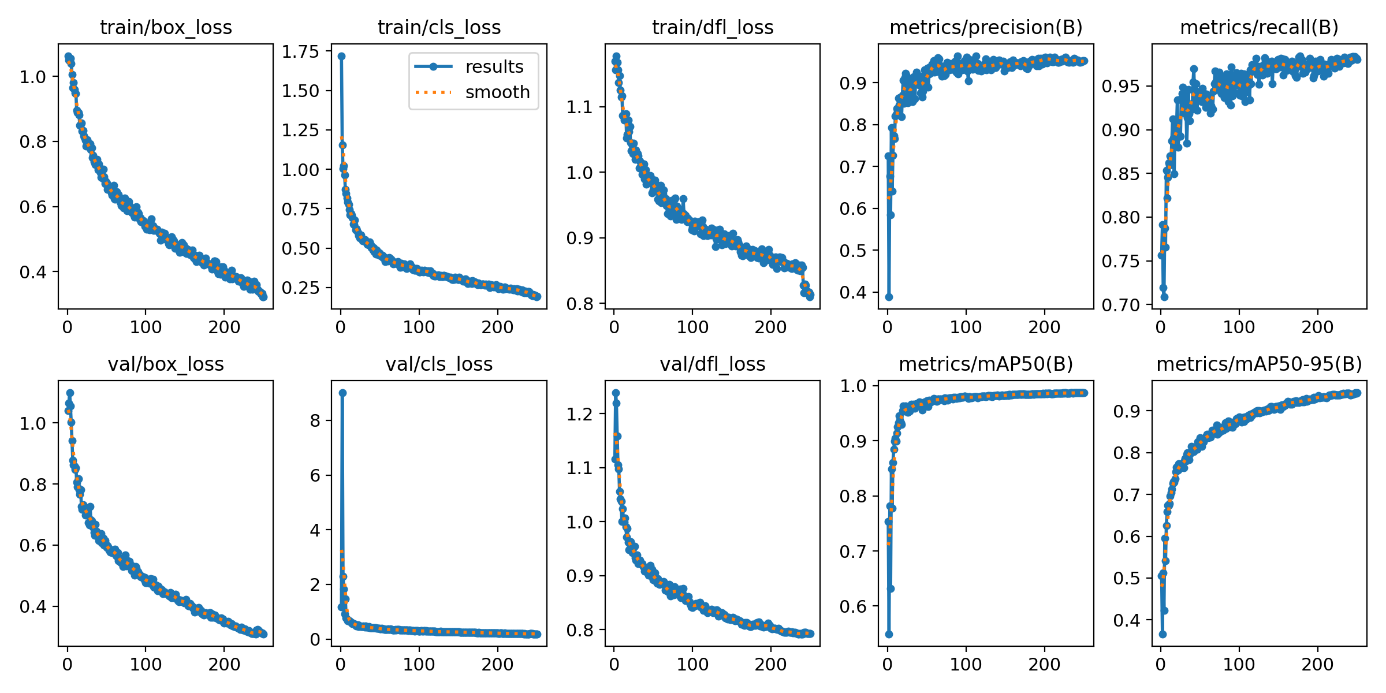 train/box_loss
train/cls_loss
train/dfl_loss
metrics/precision(B)
metrics/recall(B)
1.0
0.8
0.6
0.4
0 100 200
1.75
1.50
1.25
1.00
0.75
0.50
0.25
results
smooth
0 100 200
1.1
1.0
0.9
0.8
0 100 200
0.9
0.8
0.7
0.6
0.5
0.4
0 100 200
0.95
0.90
0.85
0.80
0.75
0.70
0 100 200
val/box_loss
val/cls_loss
val/dfl_loss
metrics/mAP50(B)
metrics/mAP50-95(B)
1.0
0.8
0.6
0.4
0 100 200
8
6
4
2
0
0 100 200
1.2
1.1
1.0
0.9
0.8
0 100 200
1.0
0.9
0.8
0.7
0.6
0 100 200
0.9
0.8
0.7
0.6
0.5
0.4
0 100 200